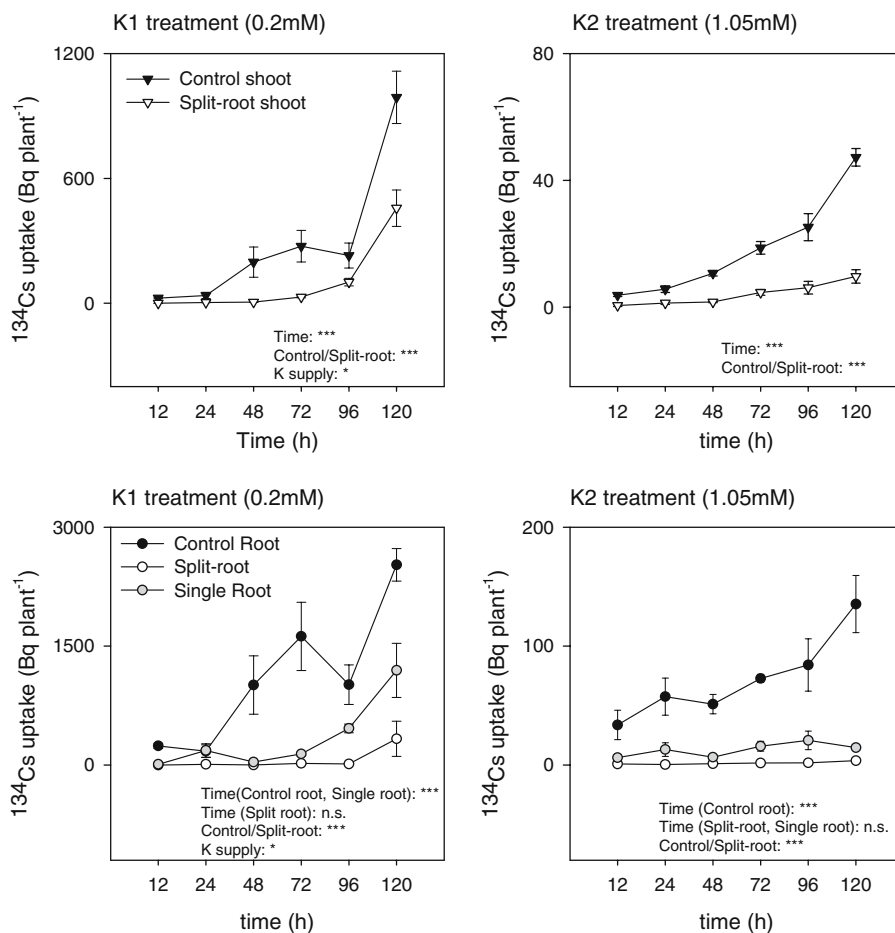 K1 treatment (0.2mM)
¹³⁴Cs uptake (Bq plant⁻¹)
1200
600
0
Control shoot
Split-root shoot
Time: ***
Control/Split-root: ***
K supply: *
12 24 48 72 96 120
Time (h)
K2 treatment (1.05mM)
¹³⁴Cs uptake (Bq plant⁻¹)
80
40
0
Time: ***
Control/Split-root: ***
12 24 48 72 96 120
time (h)
K1 treatment (0.2mM)
¹³⁴Cs uptake (Bq plant⁻¹)
3000
1500
0
Control Root
Split-root
Single Root
Time(Control root, Single root): ***
Time (Split root): n.s.
Control/Split-root: ***
K supply: *
12 24 48 72 96 120
time (h)
K2 treatment (1.05mM)
¹³⁴Cs uptake (Bq plant⁻¹)
200
100
0
Time (Control root): ***
Time (Split-root, Single root): n.s.
Control/Split-root: ***
12 24 48 72 96 120
time (h)